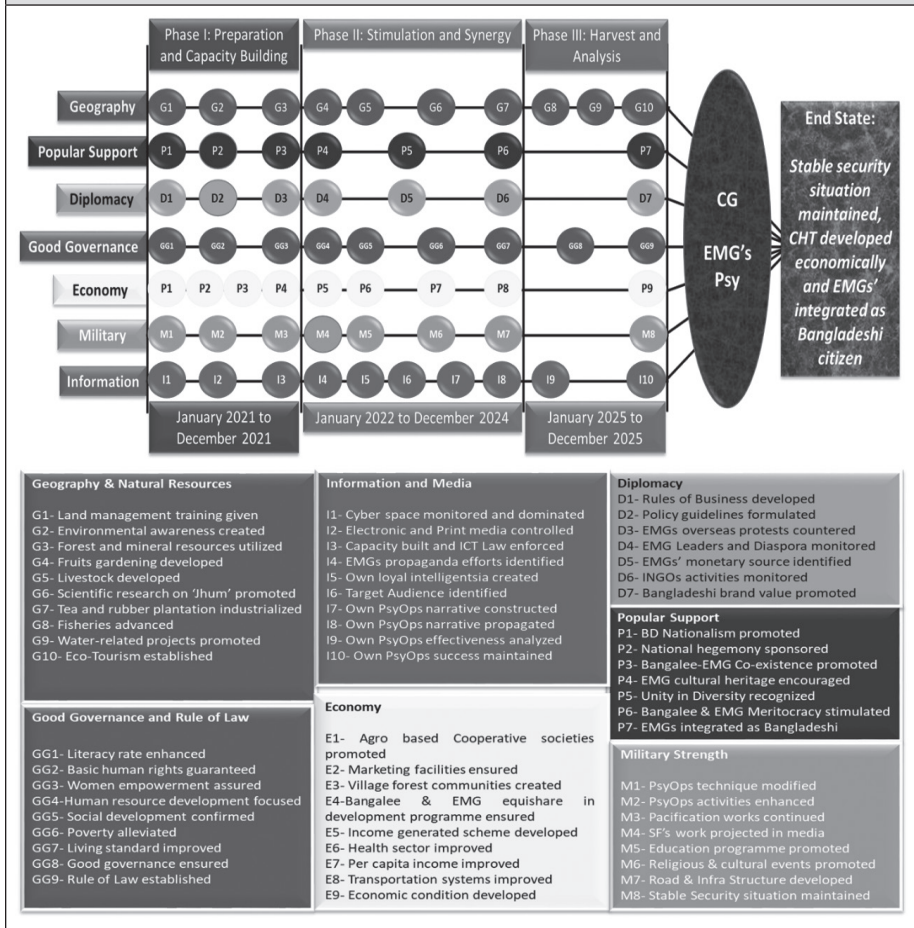 Phase I: Preparation
and Capacity Building
Phase II: Stimulation and Synergy
Phase III: Harvest and
Analysis
Geography
G1 G2 G3 G4 G5 G6 G7 G8 G9 G10
Popular Support
P1 P2 P3 P4 P5 P6 P7
Diplomacy
D1 D2 D3 D4 D5 D6 D7
Good Governance
GG1 GG2 GG3 GG4 GG5 GG6 GG7 GG8 GG9
Economy
P1 P2 P3 P4 P5 P6 P7 P8 P9
Military
M1 M2 M3 M4 M5 M6 M7 M8
Information
I1 I2 I3 I4 I5 I6 I7 I8 I9 I10
January 2021 to
December 2021
January 2022 to December 2024
January 2025 to
December 2025
CG
EMG's
Psy
End State:
Stable security
situation
maintained,
CHT developed
economically
and EMGs'
integrated as
Bangladeshi
citizen
Geography & Natural Resources
G1- Land management training given
G2- Environmental awareness created
G3- Forest and mineral resources utilized
G4- Fruits gardening developed
G5- Livestock developed
G6- Scientific research on 'Jhum' promoted
G7- Tea and rubber plantation industrialized
G8- Fisheries advanced
G9- Water-related projects promoted
G10- Eco-Tourism established
Good Governance and Rule of Law
GG1- Literacy rate enhanced
GG2- Basic human rights guaranteed
GG3- Women empowerment assured
GG4-Human resource development focused
GG5- Social development confirmed
GG6- Poverty alleviated
GG7- Living standard improved
GG8- Good governance ensured
GG9- Rule of Law established
Information and Media
I1- Cyber space monitored and dominated
I2- Electronic and Print media controlled
I3- Capacity built and ICT Law enforced
I4- EMGs propaganda efforts identified
I5- Own loyal intelligentsia created
I6- Target Audience identified
I7- Own PsyOps narrative constructed
I8- Own PsyOps narrative propagated
I9- Own PsyOps effectiveness analyzed
I10- Own PsyOps success maintained
Economy
E1- Agro based Cooperative societies
promoted
E2- Marketing facilities ensured
E3- Village forest communities created
E4-Bangalee & EMG equishare in
development programme ensured
E5- Income generated scheme developed
E6- Health sector improved
E7- Per capita income improved
E8- Transportation systems improved
E9- Economic condition developed
Diplomacy
D1- Rules of Business developed
D2- Policy guidelines formulated
D3- EMGs overseas protests countered
D4- EMG Leaders and Diaspora monitored
D5- EMGs' monetary source identified
D6- INGOs activities monitored
D7- Bangladeshi brand value promoted
Popular Support
P1- BD Nationalism promoted
P2- National hegemony sponsored
P3- Bangalee-EMG Co-existence promoted
P4- EMG cultural heritage encouraged
P5- Unity in Diversity recognized
P6- Bangalee & EMG Meritocracy stimulated
P7- EMGs integrated as Bangladeshi
Military Strength
M1- PsyOps technique modified
M2- PsyOps activities enhanced
M3- Pacification works continued
M4- SF's work projected in media
M5- Education programme promoted
M6- Religious & cultural events promoted
M7- Road & Infra Structure developed
M8- Stable Security situation maintained